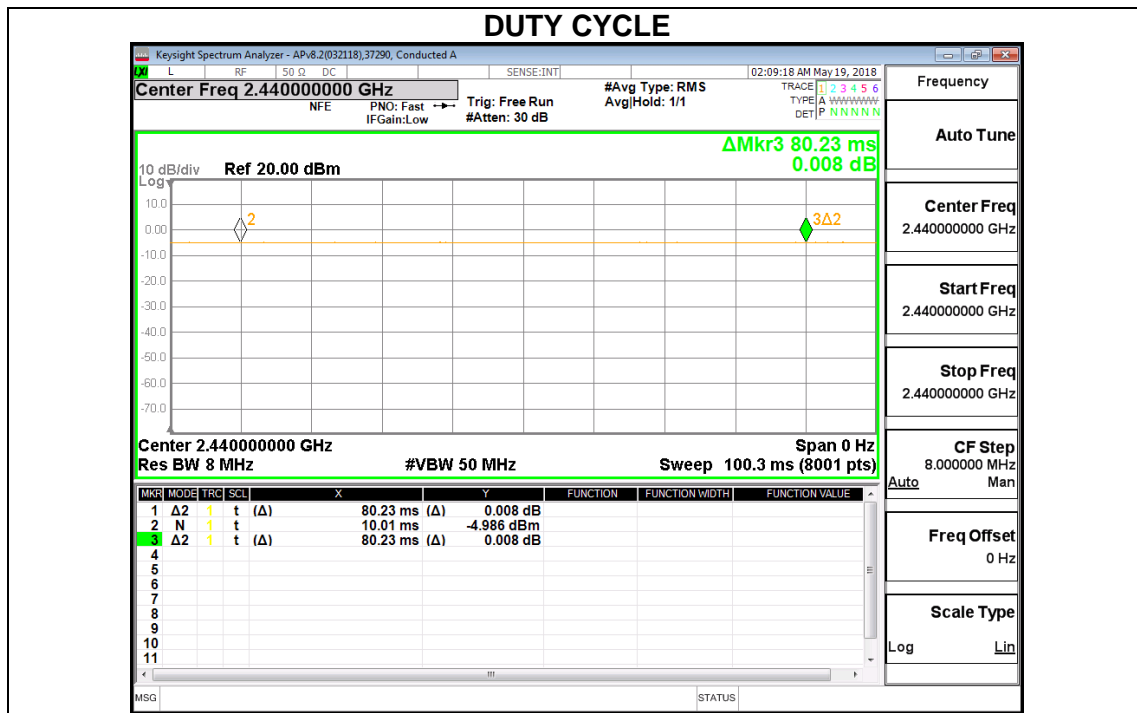 DUTY CYCLE
Keysight Spectrum Analyzer - APv8.2(032118),37290, Conducted A
LXI L RF 50 Ω DC SENSE:INT 02:09:18 AM May 19, 2018
Center Freq 2.440000000 GHz
NFE PNO: Fast Trig: Free Run #Avg Type: RMS TRACE 1 2 3 4 5 6
IFGain:Low #Atten: 30 dB Avg|Hold: 1/1 TYPE A WWWWW
DET P N N N N N
ΔMkr3 80.23 ms
0.008 dB
10 dB/div Ref 20.00 dBm
Log
10.0
0.00
-10.0
-20.0
-30.0
-40.0
-50.0
-60.0
-70.0
2
3Δ2
Center 2.440000000 GHz Span 0 Hz
Res BW 8 MHz #VBW 50 MHz Sweep 100.3 ms (8001 pts)
MKR MODE TRC SCL X Y FUNCTION FUNCTION WIDTH FUNCTION VALUE
1 Δ2 1 t (Δ) 80.23 ms (Δ) 0.008 dB
2 N 1 t 10.01 ms -4.986 dBm
3 Δ2 1 t (Δ) 80.23 ms (Δ) 0.008 dB
4
5
6
7
8
9
10
11
MSG STATUS
Frequency
Auto Tune
Center Freq
2.440000000 GHz
Start Freq
2.440000000 GHz
Stop Freq
2.440000000 GHz
CF Step
8.000000 MHz
Auto Man
Freq Offset
0 Hz
Scale Type
Log Lin